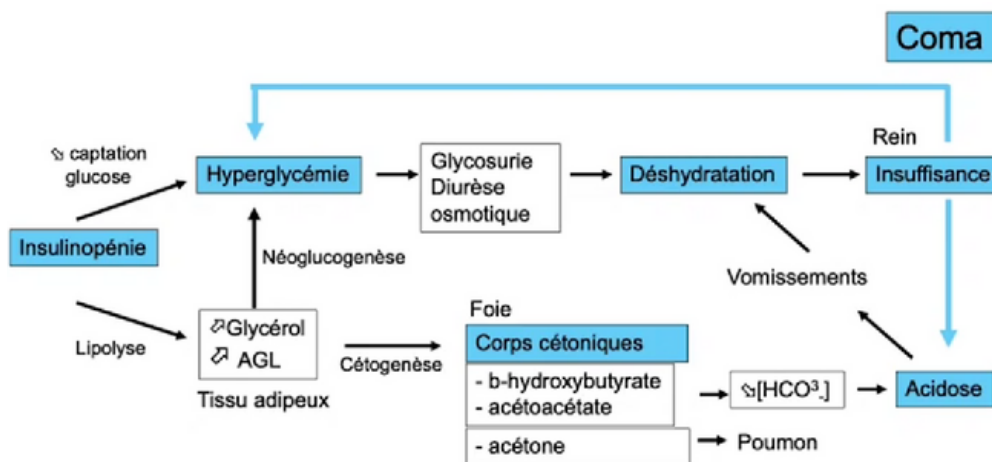 Coma
Rein
↘ captation
glucose
Hyperglycémie
Glycosurie
Diurèse
osmotique
Déshydratation
Insuffisance
Insulinopénie
Néoglucogenèse
Vomissements
Lipolyse
↗Glycérol
↗ AGL
Tissu adipeux
Cétogenèse
Foie
Corps cétoniques
- b-hydroxybutyrate
- acétoacétate
- acétone
↘[HCO³-]
Acidose
Poumon